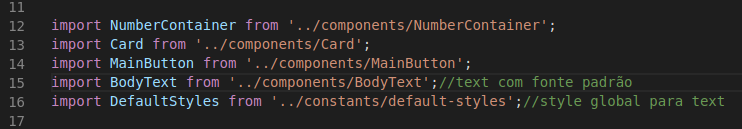 11
12 import NumberContainer from '../components/NumberContainer';
13 import Card from '../components/Card';
14 import MainButton from '../components/MainButton';
15 import BodyText from '../components/BodyText';//text com fonte padrão
16 import DefaultStyles from '../constants/default-styles';//style global para text
17